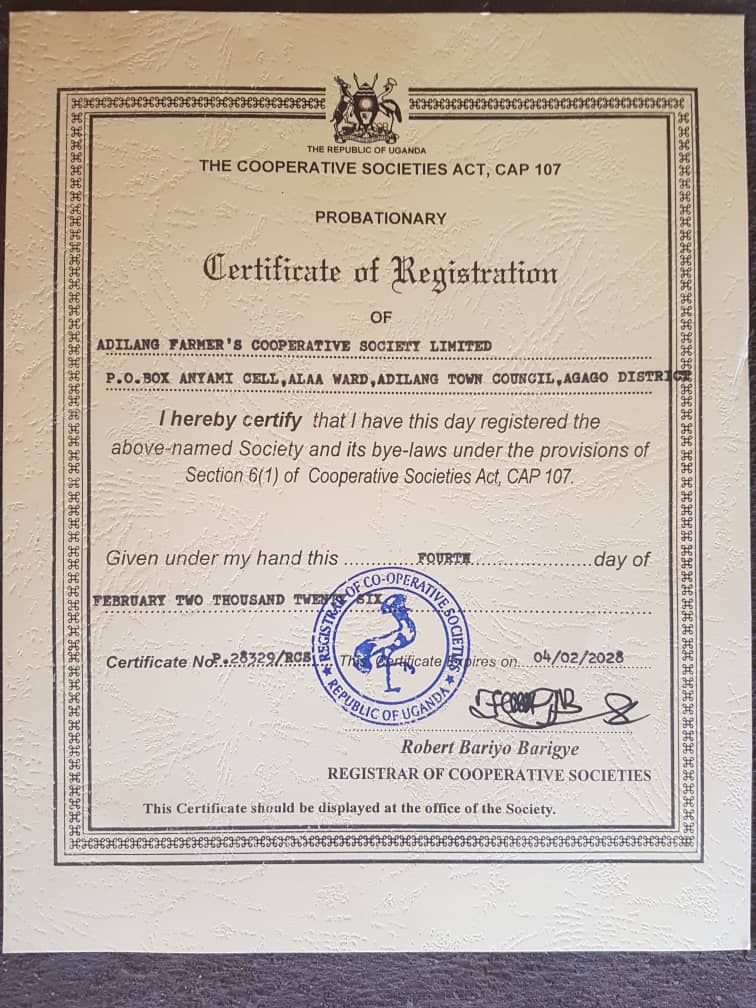 THE REPUBLIC OF UGANDA
THE COOPERATIVE SOCIETIES ACT, CAP 107
PROBATIONARY
Certificate of Registration
OF
ADILANG FARMER'S COOPERATIVE SOCIETY LIMITED
P.O.BOX ANYAMI CELL,ALAA WARD,ADILANG TOWN COUNCIL,AGAGO DISTRICT
I hereby certify that I have this day registered the
above-named Society and its bye-laws under the provisions of
Section 6(1) of Cooperative Societies Act, CAP 107.
Given under my hand this FOURTH day of
FEBRUARY TWO THOUSAND TWENTY SIX
Certificate No P.28329/RCS This Certificate Expires on 04/02/2028
REGISTRAR OF CO-OPERATIVE SOCIETIES
REPUBLIC OF UGANDA
Robert Bariyo Barigye
REGISTRAR OF COOPERATIVE SOCIETIES
This Certificate should be displayed at the office of the Society.